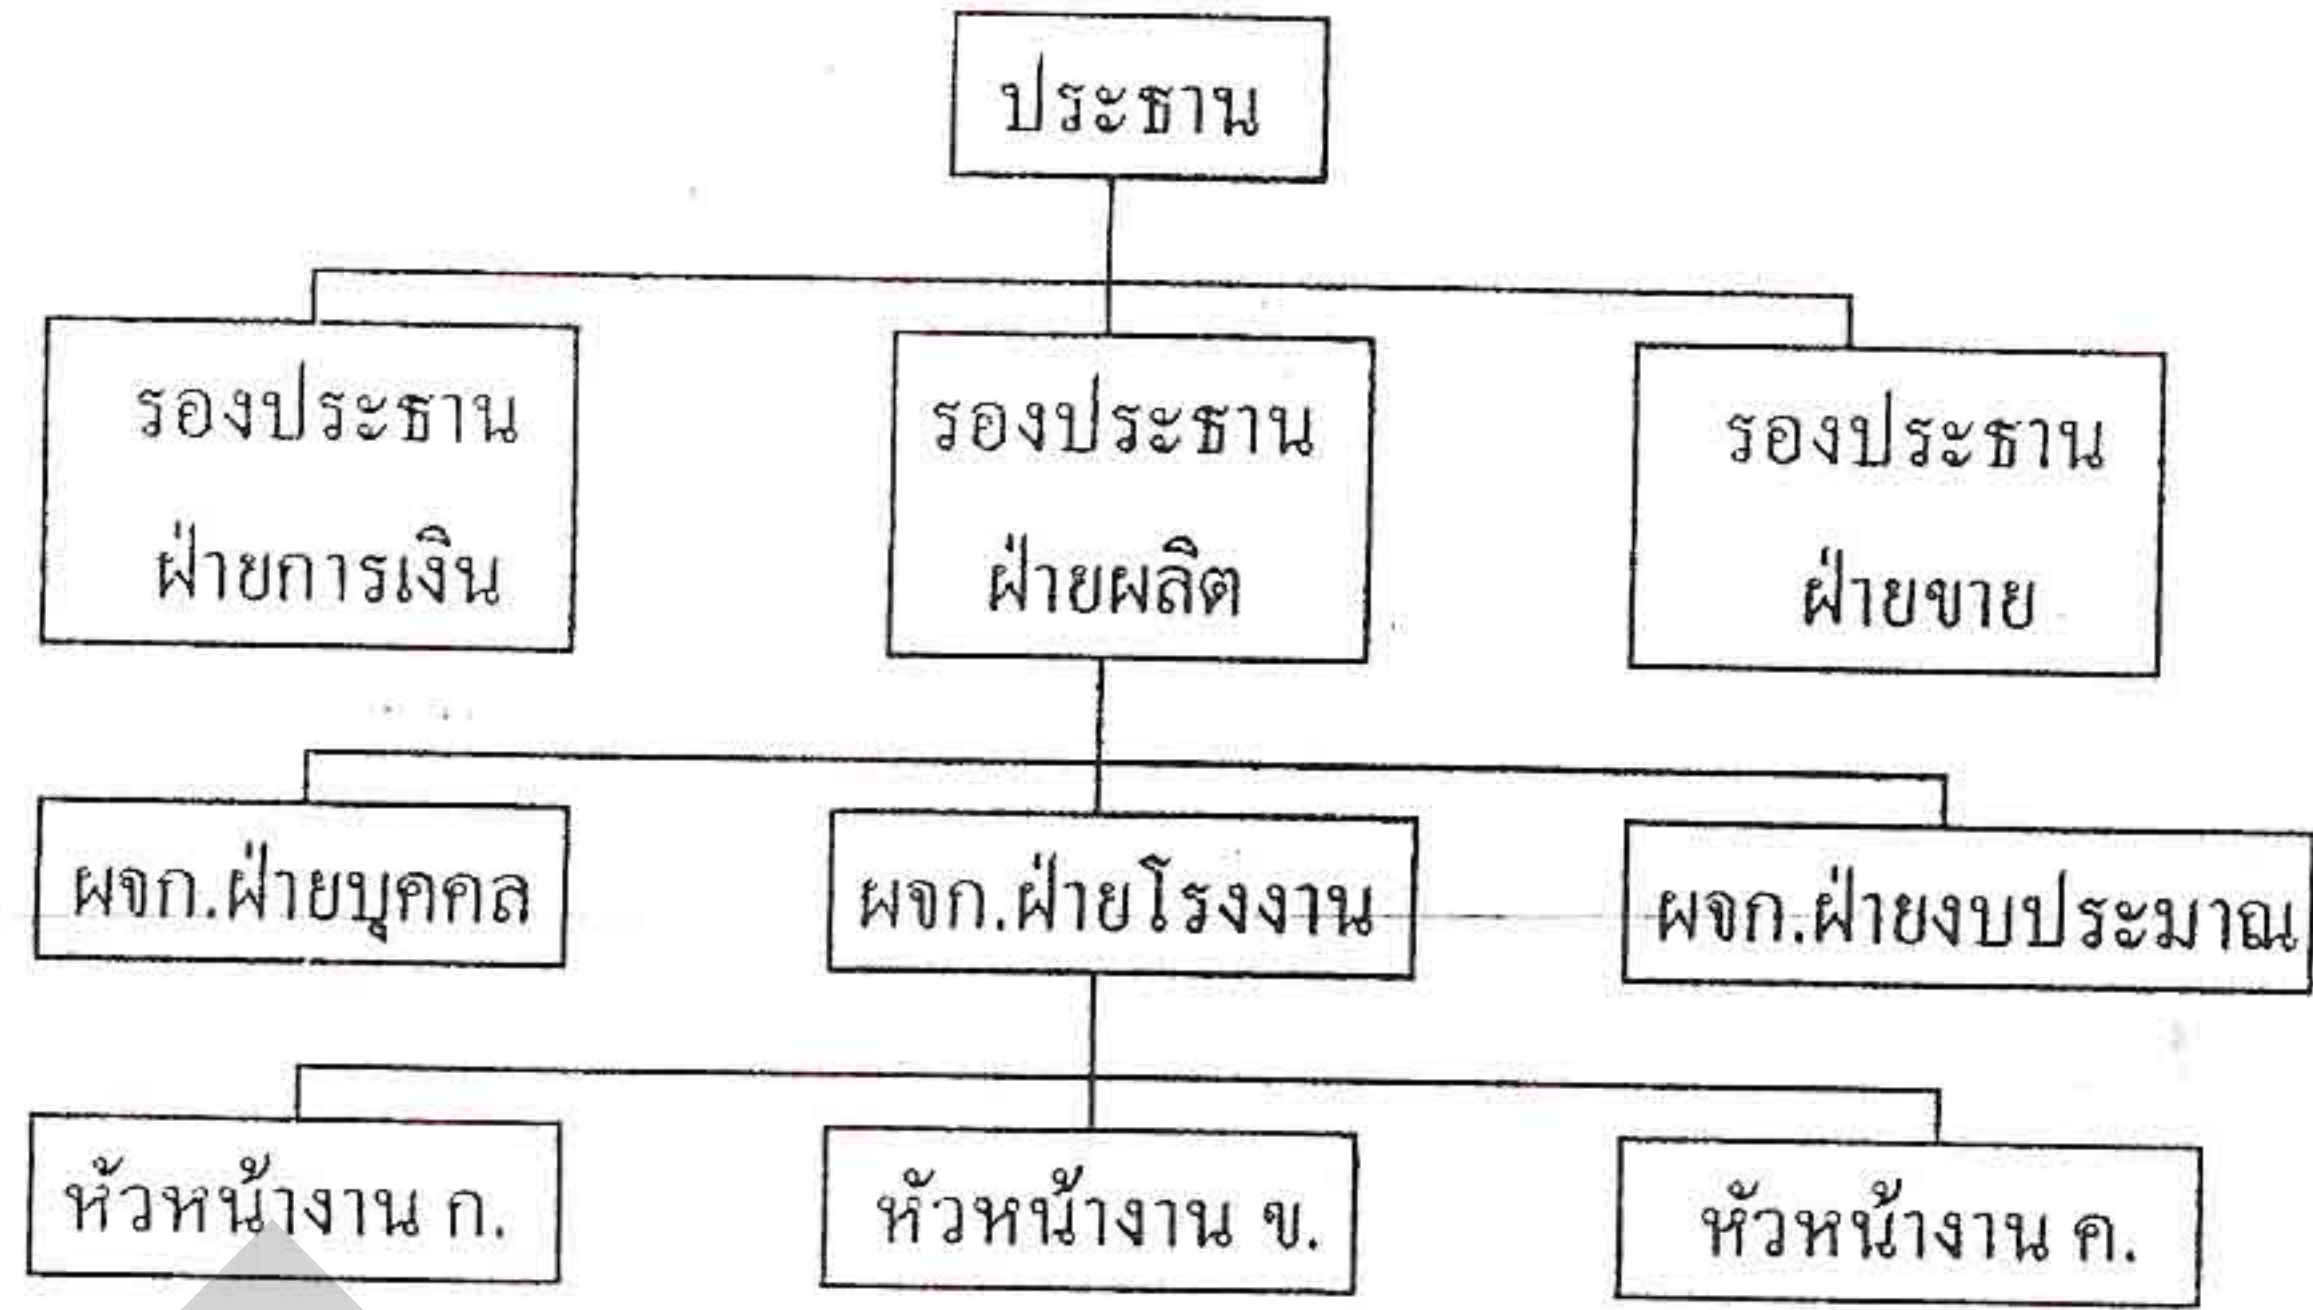 ประธาน
รองประธาน
ฝ่ายการเงิน
รองประธาน
ฝ่ายผลิต
รองประธาน
ฝ่ายขาย
ผจก.ฝ่ายบุคคล
ผจก.ฝ่ายโรงงาน
ผจก.ฝ่ายงบประมาณ
หัวหน้างาน ก.
หัวหน้างาน ข.
หัวหน้างาน ค.